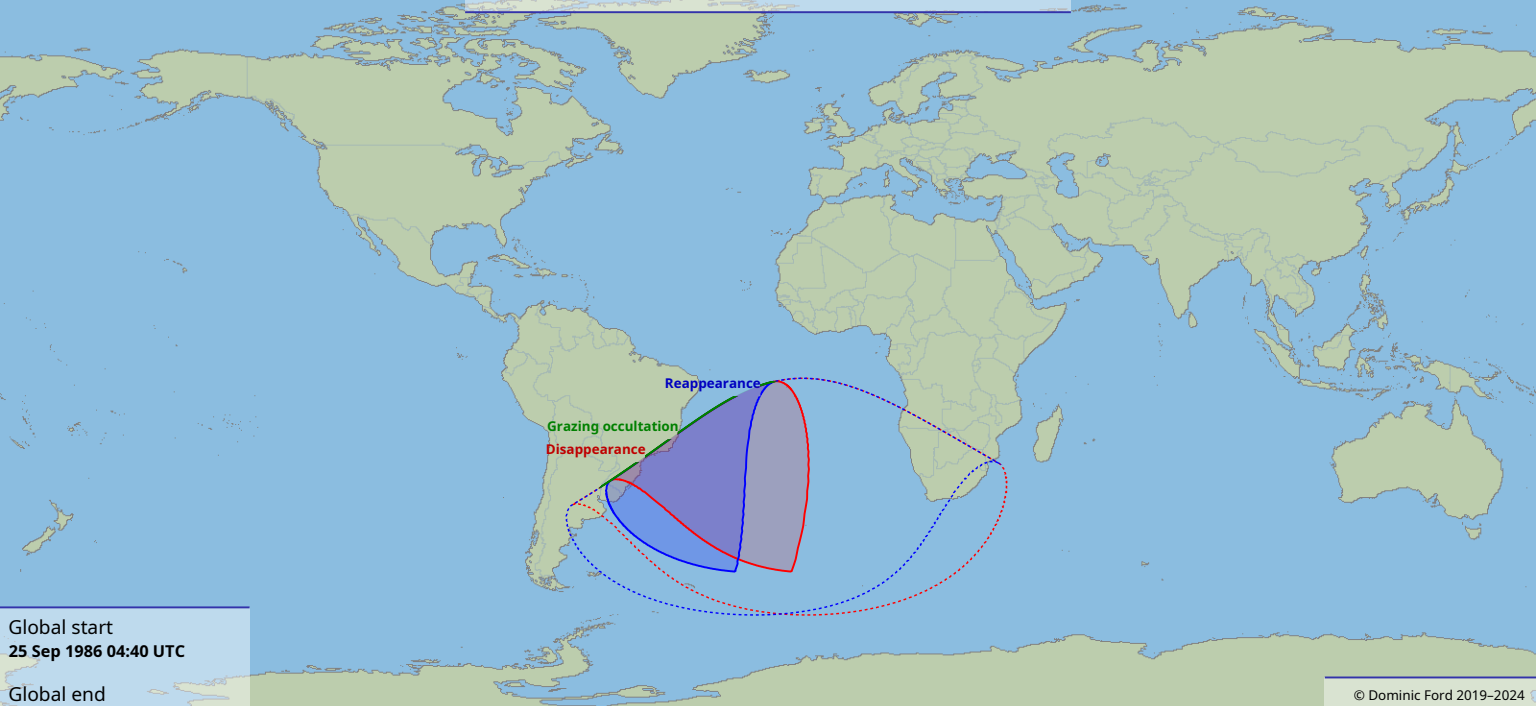 Reappearance
Grazing occultation
Disappearance
Global start
25 Sep 1986 04:40 UTC
Global end
© Dominic Ford 2019–2024